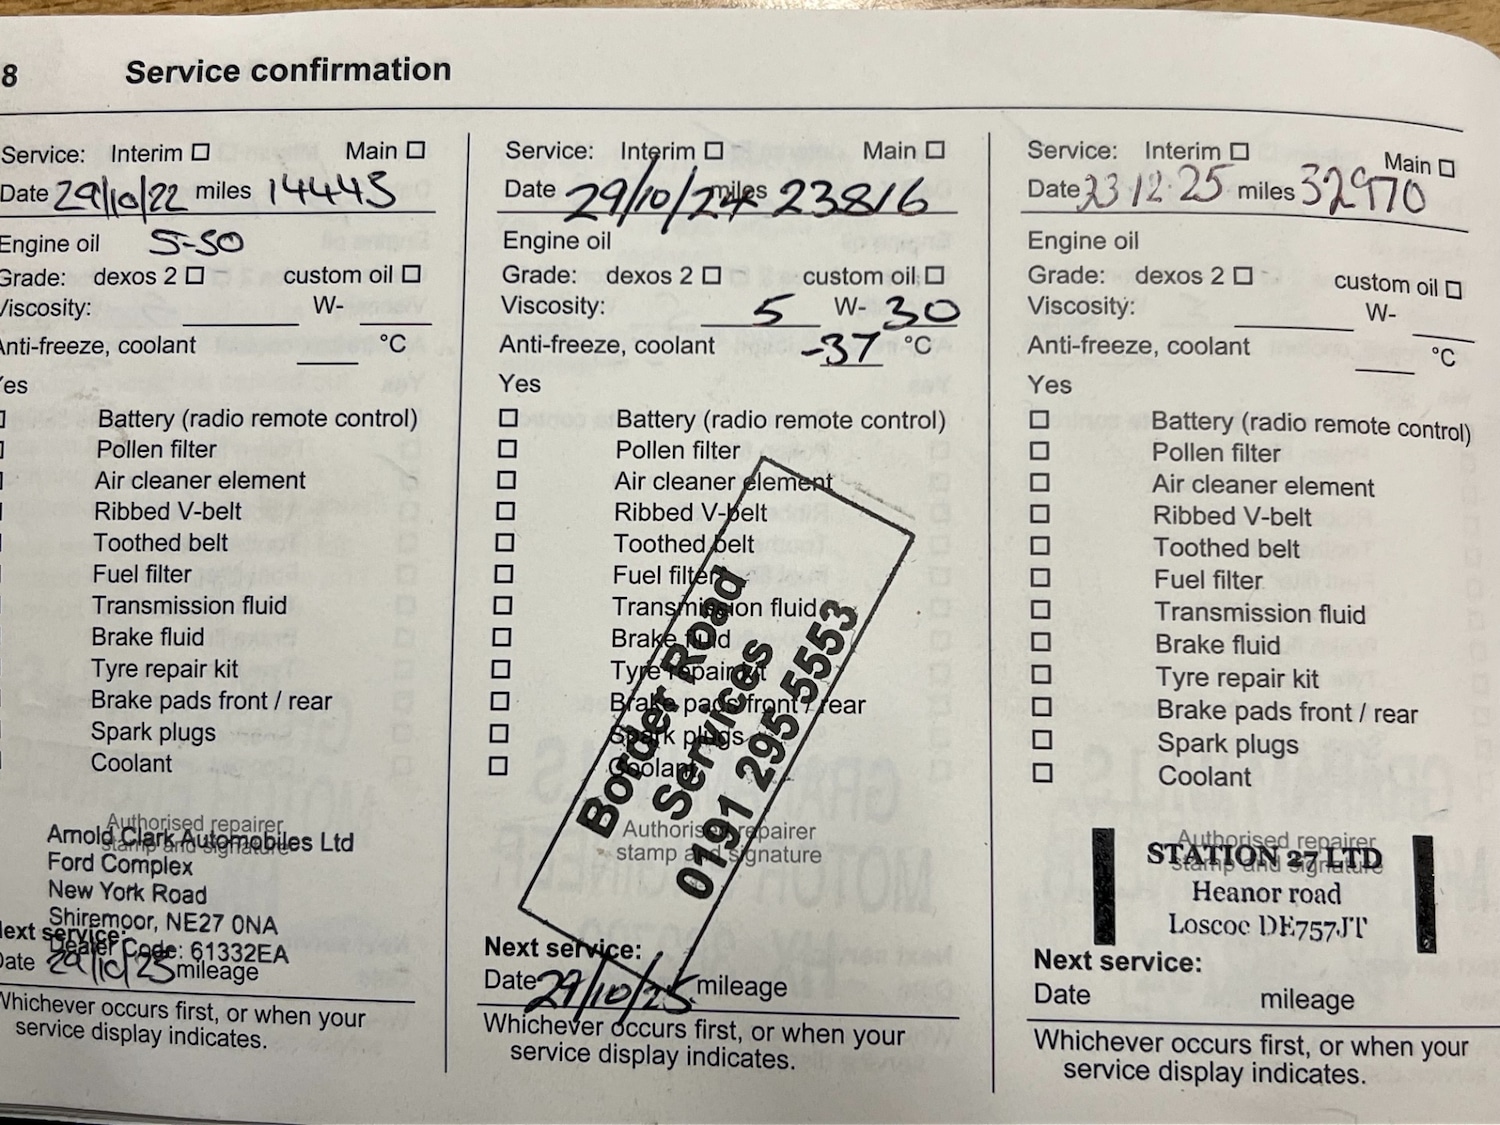 8 Service confirmation
Service: Interim ☐ Main ☐
Date 29/10/22 miles 14443
Engine oil 5-30
Grade: dexos 2 ☐ custom oil ☐
Viscosity: W-
Anti-freeze, coolant °C
Yes
Battery (radio remote control)
Pollen filter
Air cleaner element
Ribbed V-belt
Toothed belt
Fuel filter
Transmission fluid
Brake fluid
Tyre repair kit
Brake pads front / rear
Spark plugs
Coolant
Authorised repairer
stamp and signature
Arnold Clark Automobiles Ltd
Ford Complex
New York Road
Shiremoor, NE27 0NA
Dealer Code: 61332EA
Next service:
Date 29/10/23 mileage
Whichever occurs first, or when your
service display indicates.
Service: Interim ☐ Main ☐
Date 29/10/24 miles 23816
Engine oil
Grade: dexos 2 ☐ custom oil ☐
Viscosity: 5 W- 30
Anti-freeze, coolant -37 °C
Yes
☐ Battery (radio remote control)
☐ Pollen filter
☐ Air cleaner element
☐ Ribbed V-belt
☐ Toothed belt
☐ Fuel filter
☐ Transmission fluid
☐ Brake fluid
☐ Tyre repair kit
☐ Brake pads front / rear
☐ Spark plugs
☐ Coolant
Border Road
Services
0191 295 5553
Authorised repairer
stamp and signature
Next service:
Date 29/10/25 mileage
Whichever occurs first, or when your
service display indicates.
Service: Interim ☐ Main ☐
Date 23.12.25 miles 32970
Engine oil
Grade: dexos 2 ☐ custom oil ☐
Viscosity: W-
Anti-freeze, coolant °C
Yes
☐ Battery (radio remote control)
☐ Pollen filter
☐ Air cleaner element
☐ Ribbed V-belt
☐ Toothed belt
☐ Fuel filter
☐ Transmission fluid
☐ Brake fluid
☐ Tyre repair kit
☐ Brake pads front / rear
☐ Spark plugs
☐ Coolant
Authorised repairer
stamp and signature
STATION 27 LTD
Heanor road
Loscoe DE757JT
Next service:
Date mileage
Whichever occurs first, or when your
service display indicates.